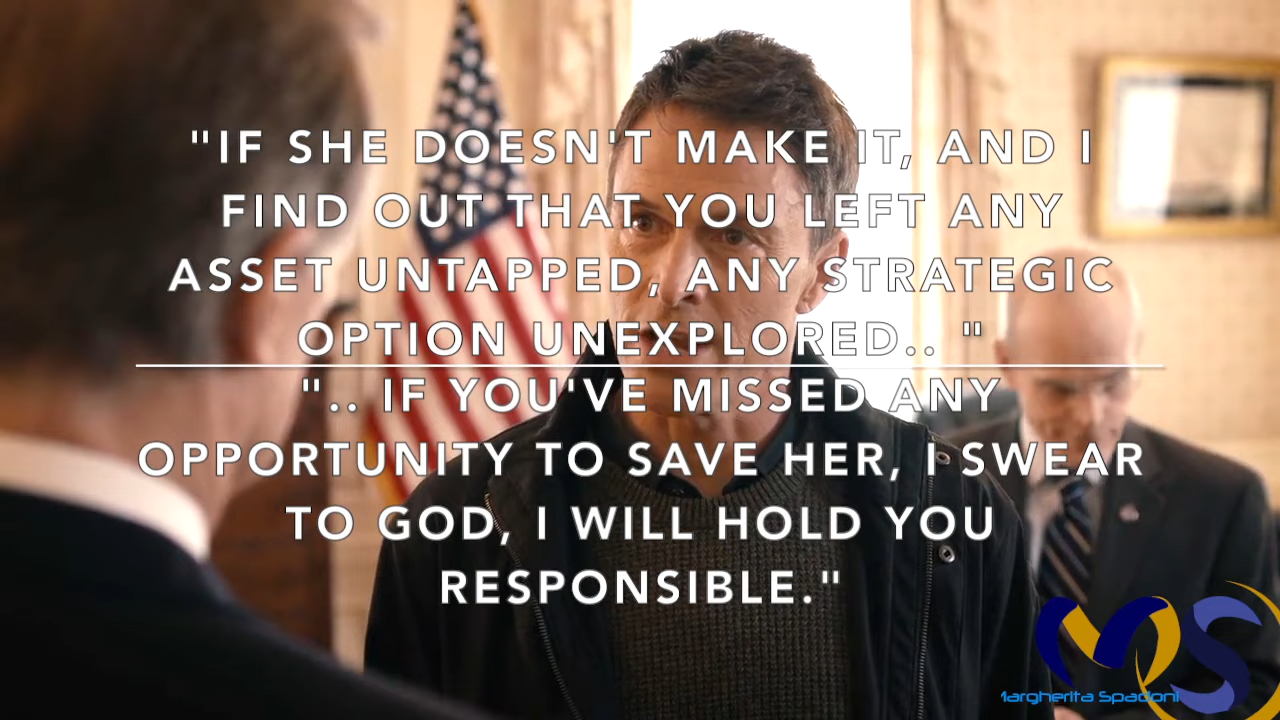 "IF SHE DOESN'T MAKE IT, AND I
FIND OUT THAT YOU LEFT ANY
ASSET UNTAPPED, ANY STRATEGIC
OPTION UNEXPLORED.. "
".. IF YOU'VE MISSED ANY
OPPORTUNITY TO SAVE HER, I SWEAR
TO GOD, I WILL HOLD YOU
RESPONSIBLE."
MS
Margherita Spadoni